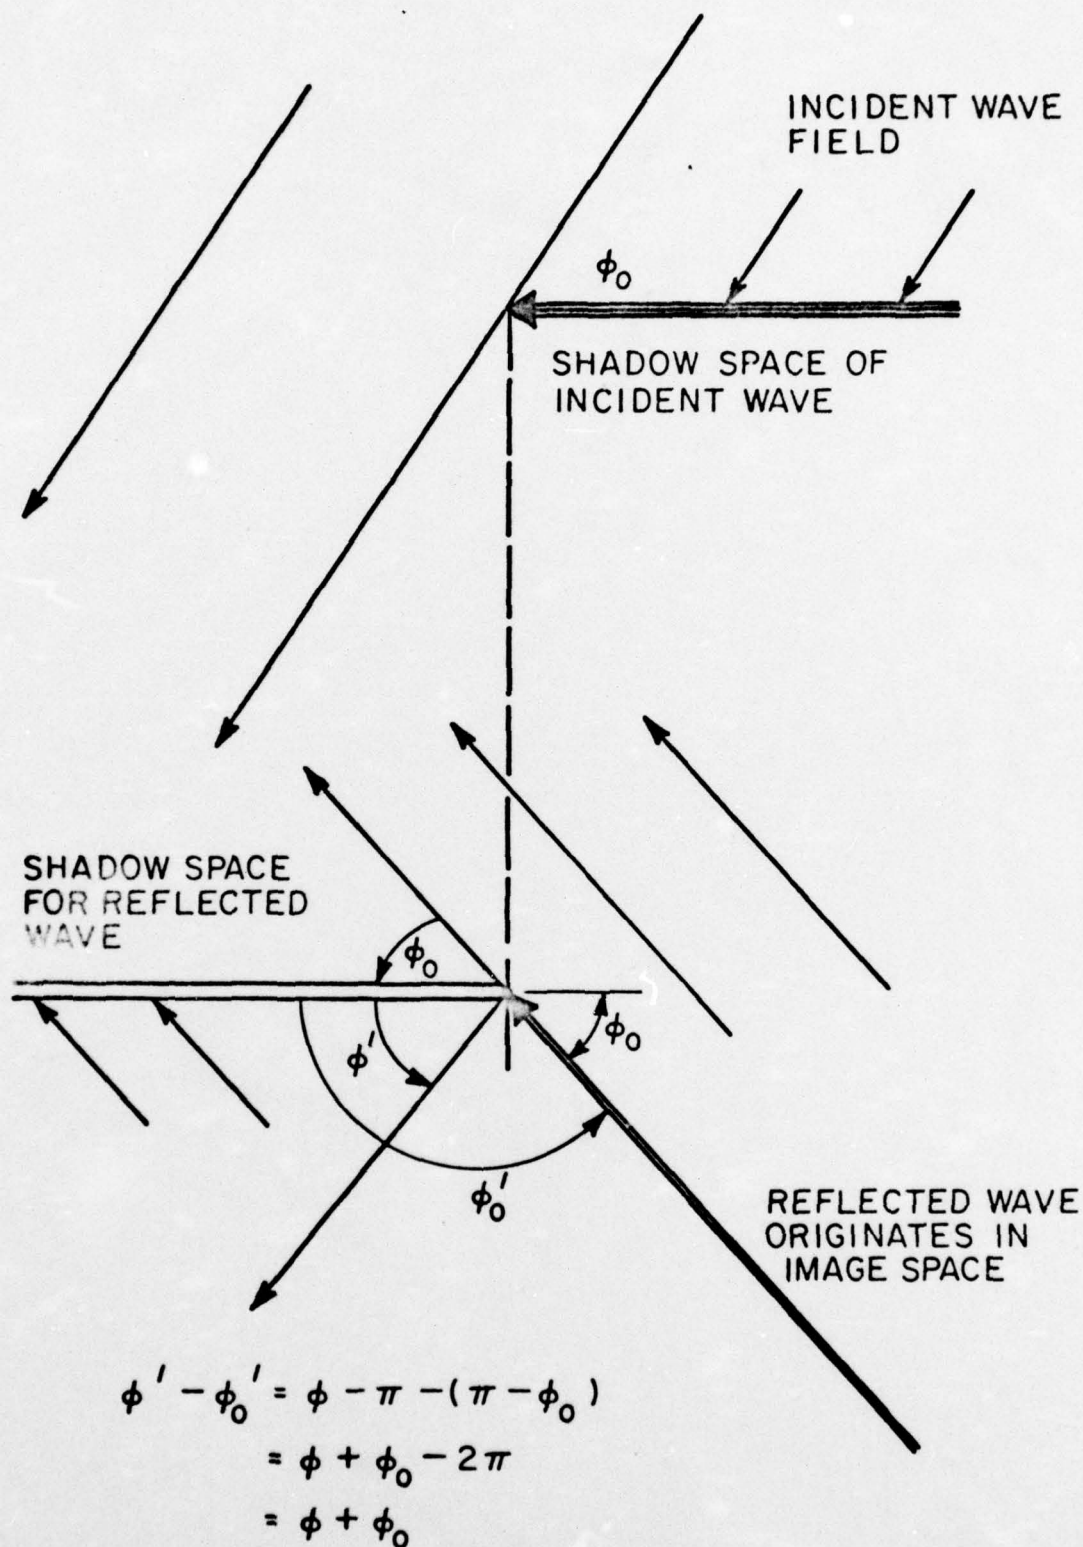 INCIDENT WAVE
FIELD
ϕ₀
SHADOW SPACE OF
INCIDENT WAVE
SHADOW SPACE
FOR REFLECTED
WAVE
ϕ₀
ϕ₀
ϕ'
ϕ₀'
REFLECTED WAVE
ORIGINATES IN
IMAGE SPACE
ϕ' - ϕ₀' = ϕ - π - (π - ϕ₀)
= ϕ + ϕ₀ - 2π
= ϕ + ϕ₀